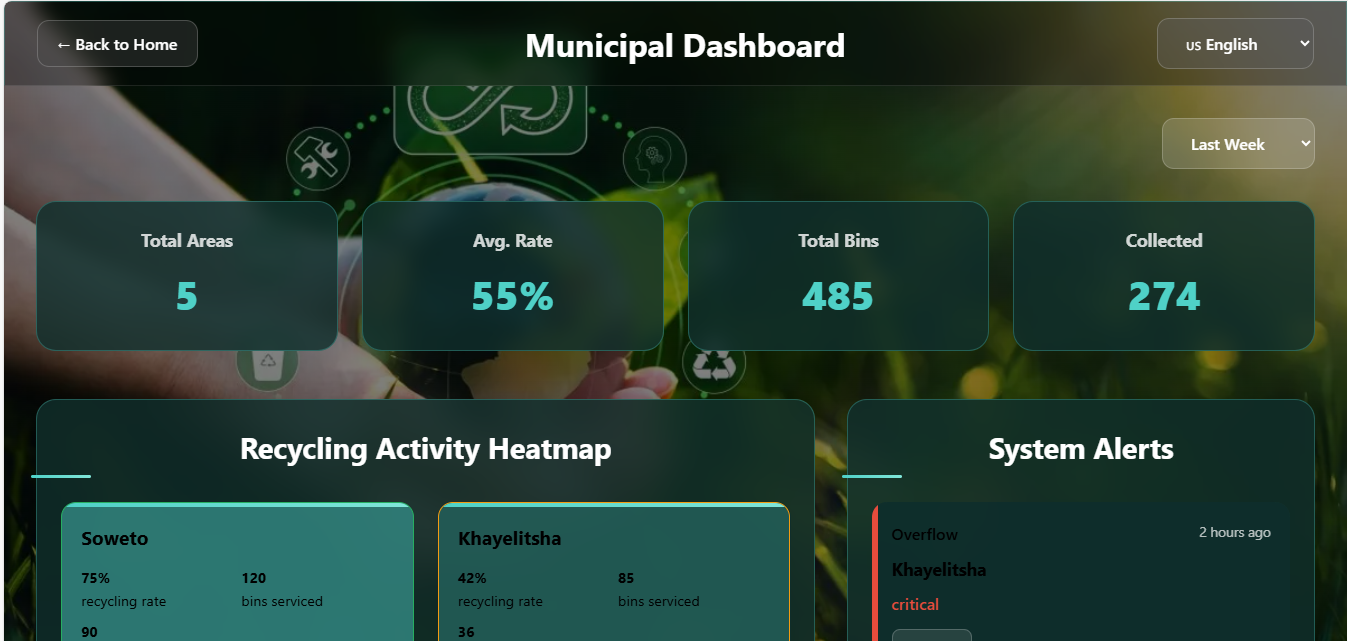 ← Back to Home
Municipal Dashboard
us English
Last Week
Total Areas
5
Avg. Rate
55%
Total Bins
485
Collected
274
Recycling Activity Heatmap
Soweto
75%
recycling rate
120
bins serviced
90
Khayelitsha
42%
recycling rate
85
bins serviced
36
System Alerts
Overflow
2 hours ago
Khayelitsha
critical